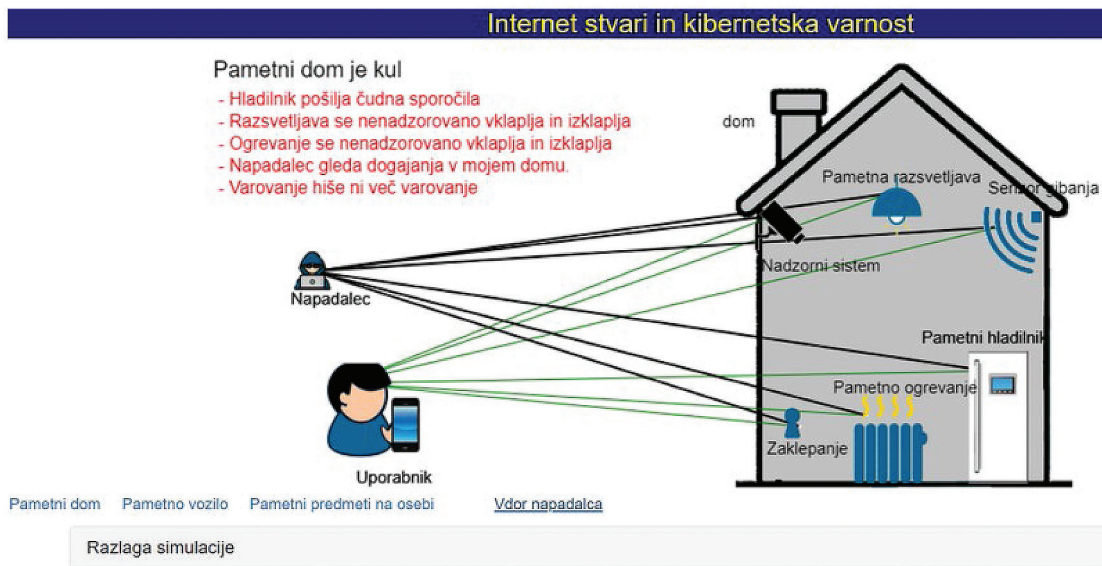 Internet stvari in kibernetska varnost
Pametni dom je kul
- Hladilnik pošilja čudna sporočila
- Razsvetljava se nenadzorovano vklaplja in izklaplja
- Ogrevanje se nenadzorovano vklaplja in izklaplja
- Napadalec gleda dogajanja v mojem domu.
- Varovanje hiše ni več varovanje
dom
Pametna razsvetljava
Senzor gibanja
Nadzorni sistem
Napadalec
Pametni hladilnik
Pametno ogrevanje
Zaklepanje
Uporabnik
Pametni dom Pametno vozilo Pametni predmeti na osebi Vdor napadalca
Razlaga simulacije